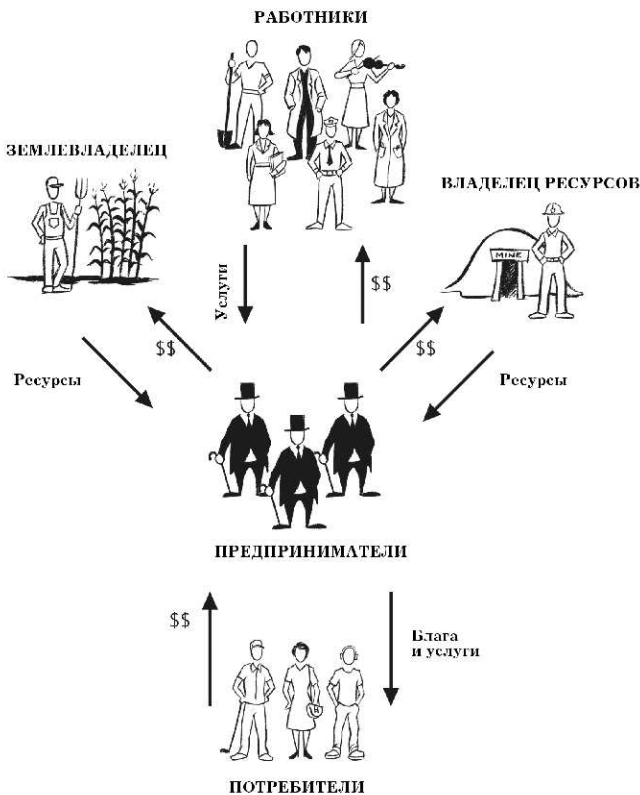 РАБОТНИКИ
ЗЕМЛЕВЛАДЕЛЕЦ
ВЛАДЕЛЕЦ РЕСУРСОВ
MINE
Услуги
$$
$$
$$
Ресурсы
Ресурсы
ПРЕДПРИНИМАТЕЛИ
$$
Блага
и услуги
ПОТРЕБИТЕЛИ